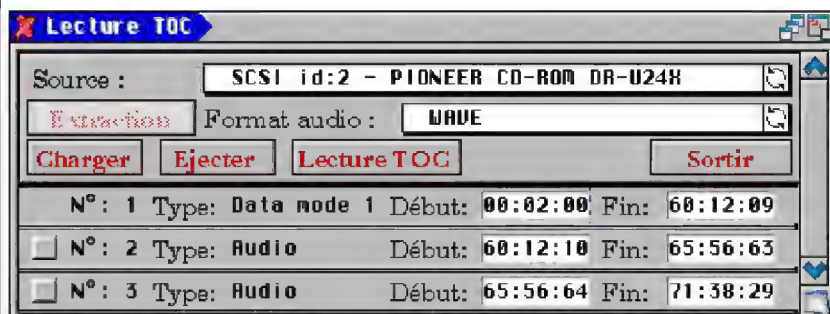 Lecture TOC
Source : SCSI id:2 - PIONEER CD-ROM DR-U24X
Extraction Format audio : WAVE
Charger Ejecter Lecture TOC Sortir
N°: 1 Type: Data mode 1 Début: 00:02:00 Fin: 60:12:09
N°: 2 Type: Audio Début: 60:12:10 Fin: 65:56:63
N°: 3 Type: Audio Début: 65:56:64 Fin: 71:38:29